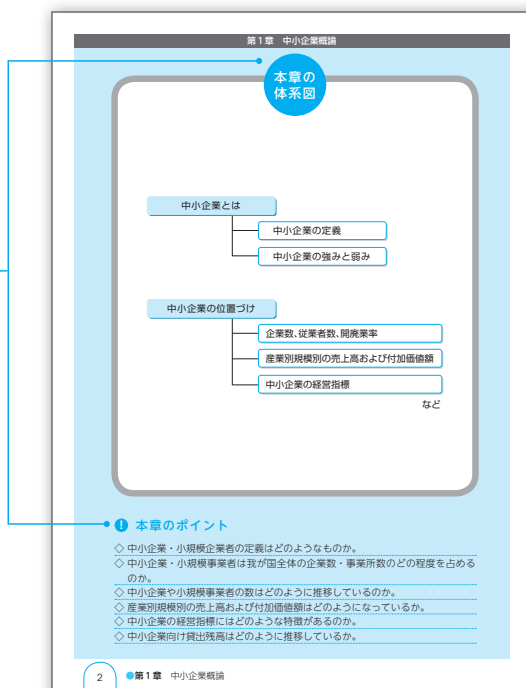 第1章　中小企業概論
本章の
体系図
中小企業とは
中小企業の定義
中小企業の強みと弱み
中小企業の位置づけ
企業数、従業者数、開廃業率
産業別規模別の売上高および付加価値額
中小企業の経営指標
など
! 本章のポイント
◇ 中小企業・小規模企業者の定義はどのようなものか。
◇ 中小企業・小規模事業者は我が国全体の企業数・事業所数のどの程度を占める
のか。
◇ 中小企業や小規模事業者の数はどのように推移しているのか。
◇ 産業別規模別の売上高および付加価値額はどのようになっているか。
◇ 中小企業の経営指標にはどのような特徴があるのか。
◇ 中小企業向け貸出残高はどのように推移しているか。
2 ●第1章　中小企業概論